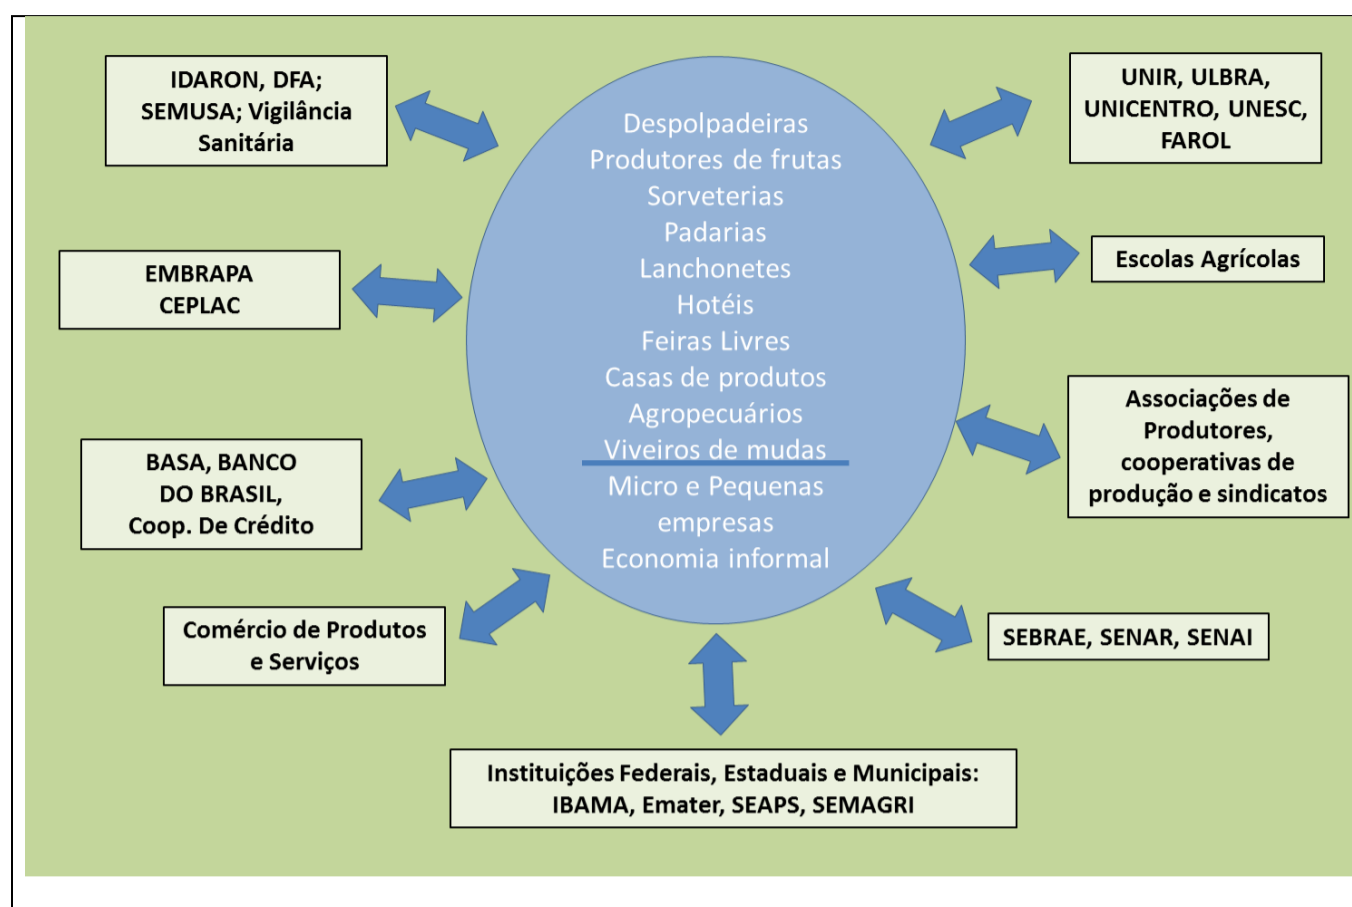 IDARON, DFA;
SEMUSA; Vigilância
Sanitária
EMBRAPA
CEPLAC
BASA, BANCO
DO BRASIL,
Coop. De Crédito
Comércio de Produtos
e Serviços
Despolpadeiras
Produtores de frutas
Sorveterias
Padarias
Lanchonetes
Hotéis
Feiras Livres
Casas de produtos
Agropecuários
Viveiros de mudas
Micro e Pequenas
empresas
Economia informal
UNIR, ULBRA,
UNICENTRO, UNESC,
FAROL
Escolas Agrícolas
Associações de
Produtores,
cooperativas de
produção e sindicatos
SEBRAE, SENAR, SENAI
Instituições Federais, Estaduais e Municipais:
IBAMA, Emater, SEAPS, SEMAGRI